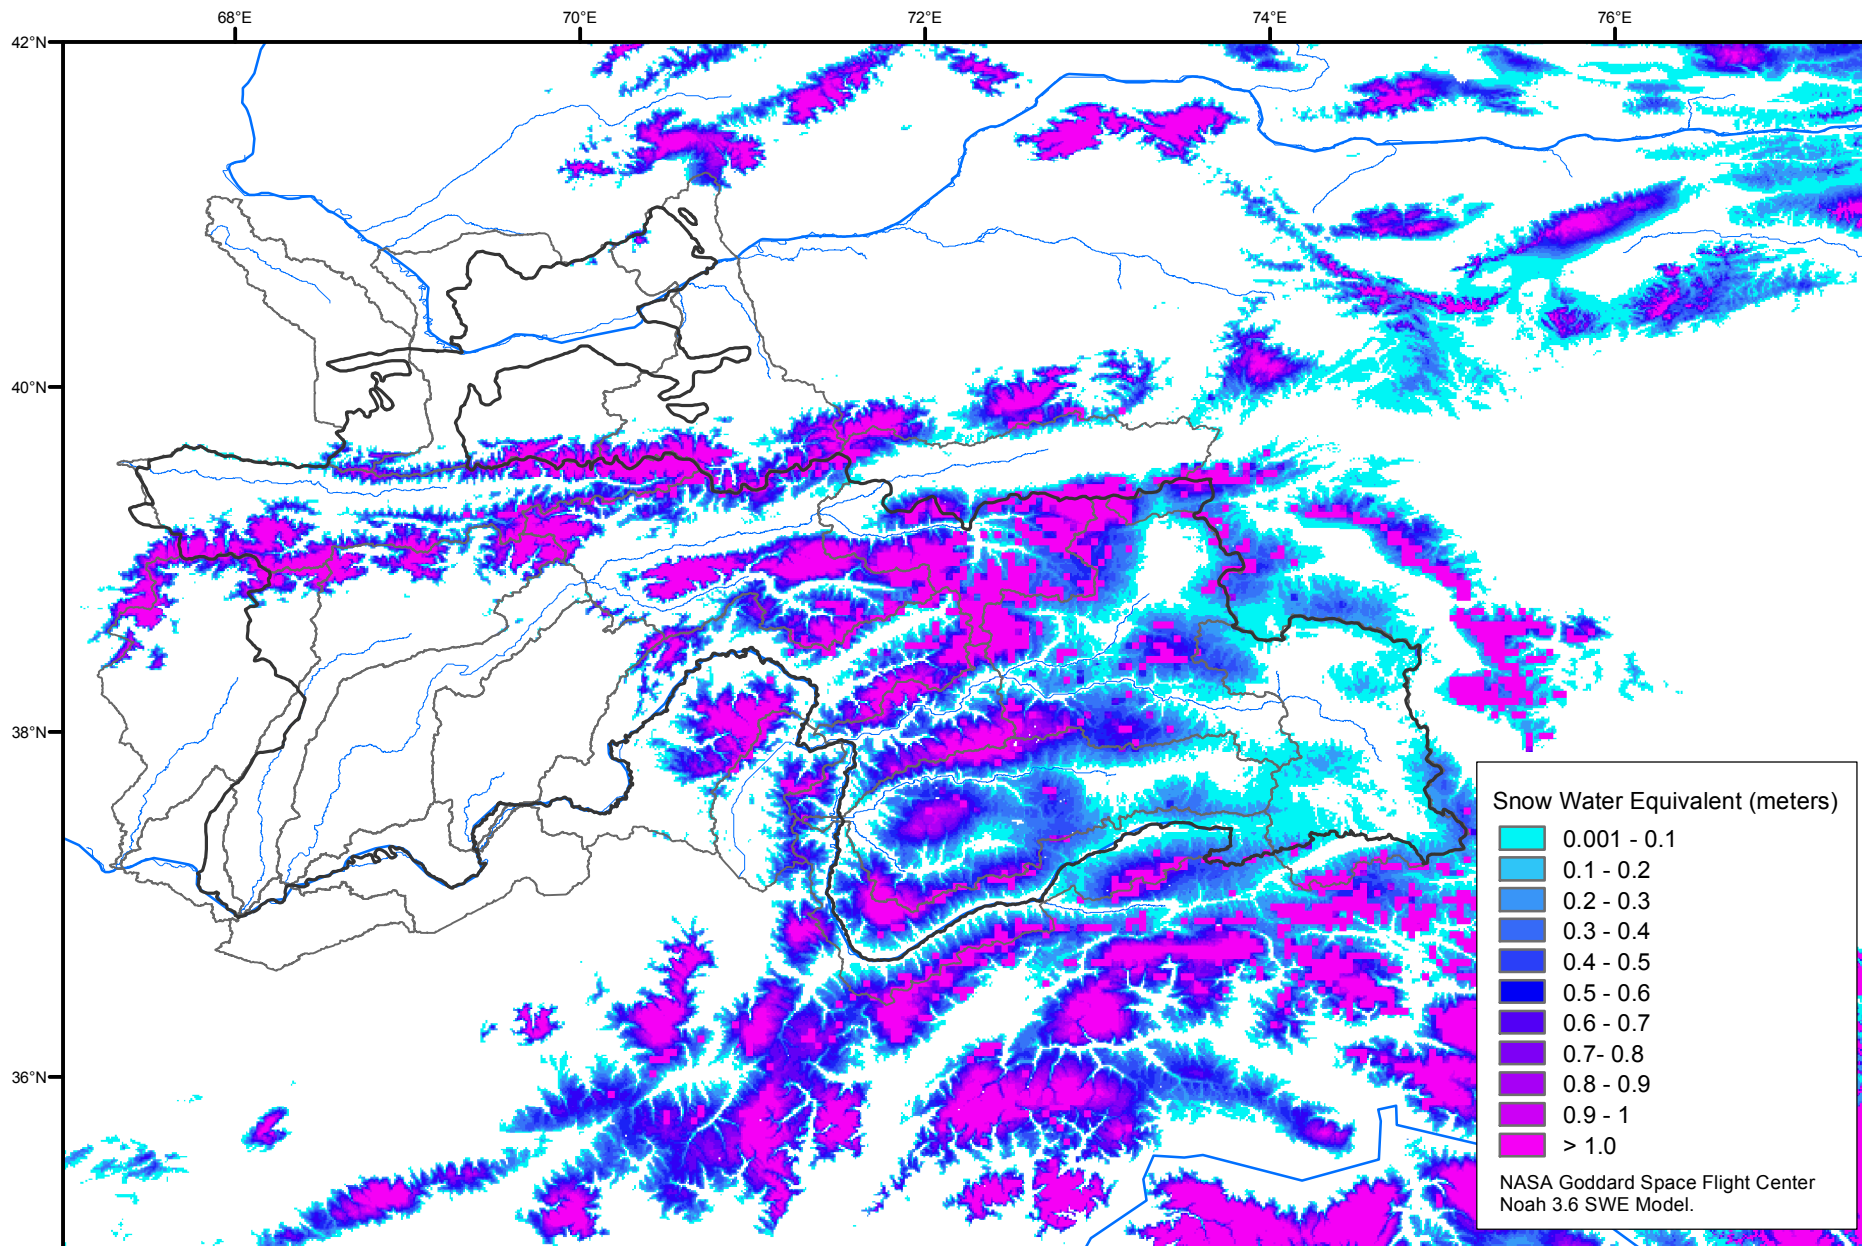 68°E
70°E
72°E
74°E
76°E
42°N
40°N
38°N
36°N
Snow Water Equivalent (meters)
0.001 - 0.1
0.1 - 0.2
0.2 - 0.3
0.3 - 0.4
0.4 - 0.5
0.5 - 0.6
0.6 - 0.7
0.7- 0.8
0.8 - 0.9
0.9 - 1
> 1.0
NASA Goddard Space Flight Center
Noah 3.6 SWE Model.